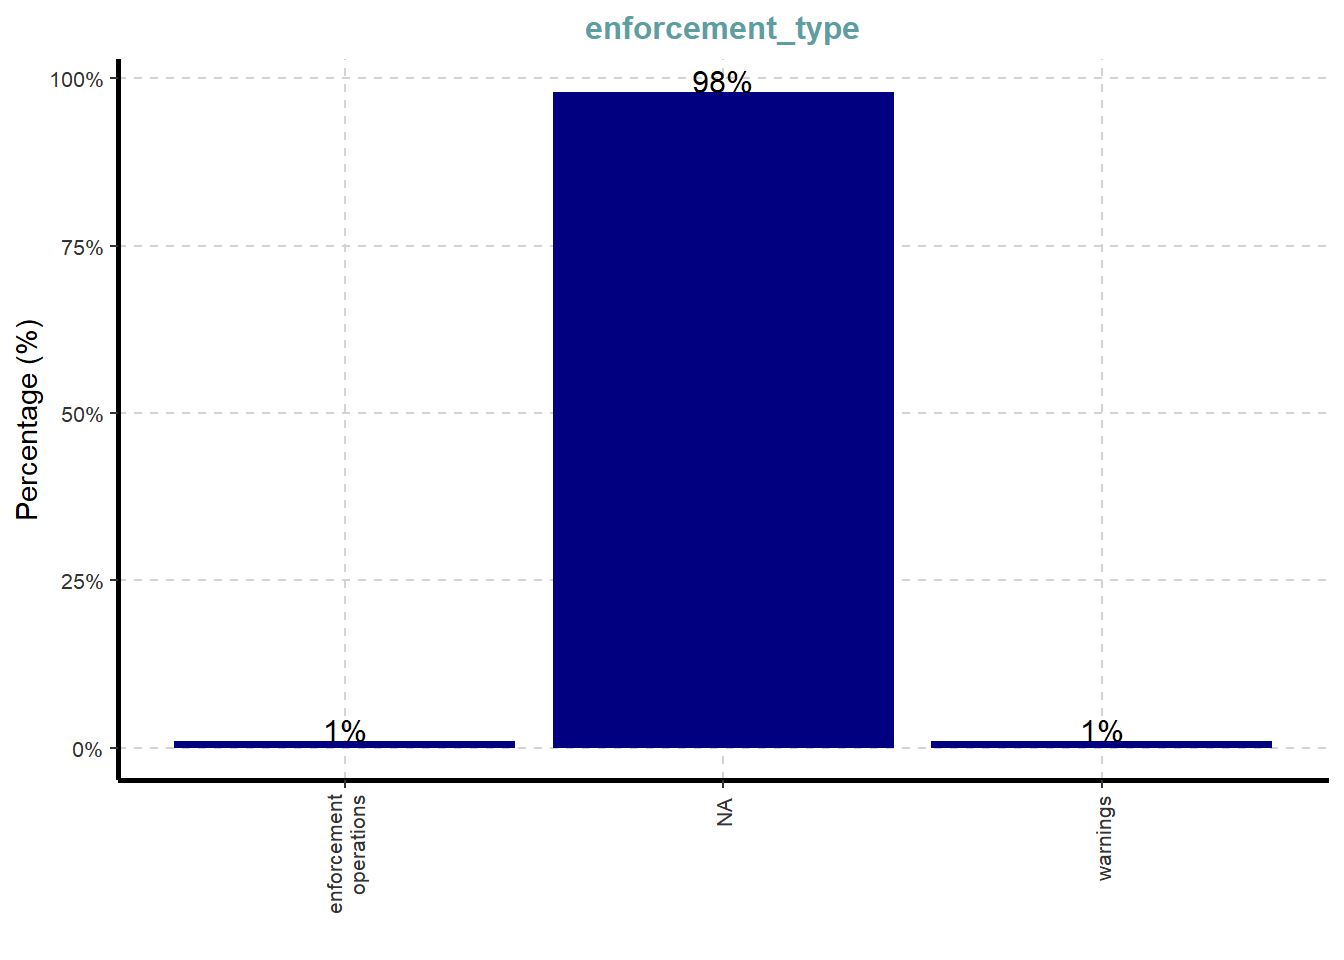 enforcement_type
Percentage (%)
100%
75%
50%
25%
0%
1%
98%
1%
enforcement
operations
NA
warnings